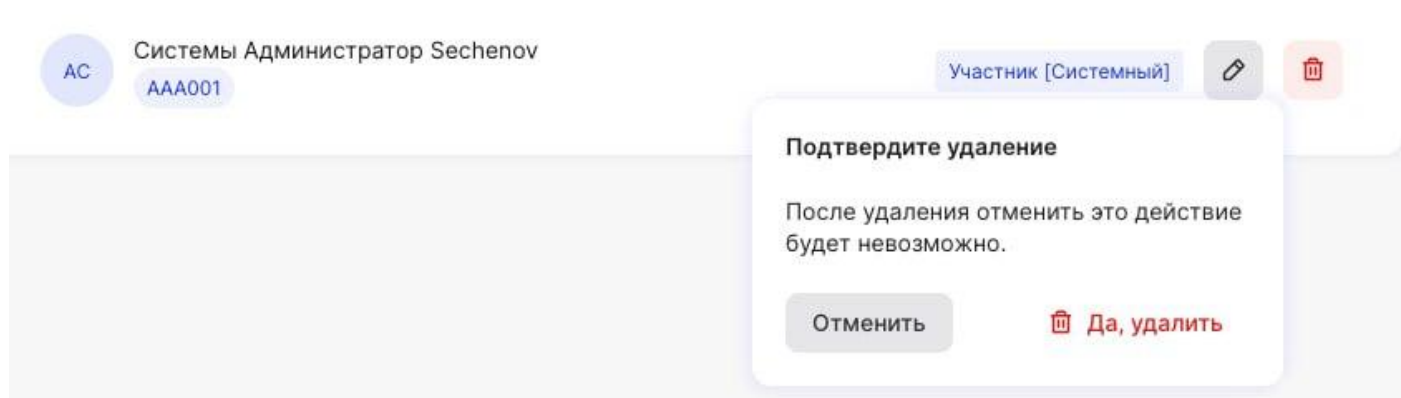 АС
Системы Администратор Sechenov
AAA001
Участник [Системный]
Подтвердите удаление
После удаления отменить это действие
будет невозможно.
Отменить
Да, удалить